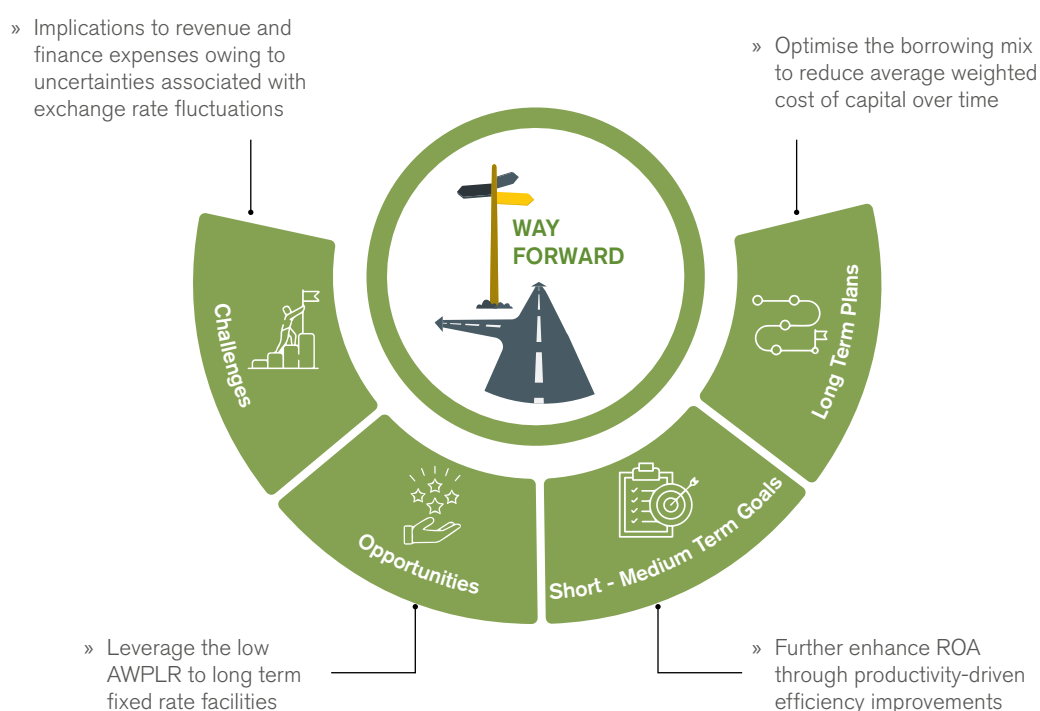 » Implications to revenue and
finance expenses owing to
uncertainties associated with
exchange rate fluctuations
» Optimise the borrowing mix
to reduce average weighted
cost of capital over time
WAY
FORWARD
Challenges
Opportunities
Short - Medium Term Goals
Long Term Plans
» Leverage the low
AWPLR to long term
fixed rate facilities
» Further enhance ROA
through productivity-driven
efficiency improvements